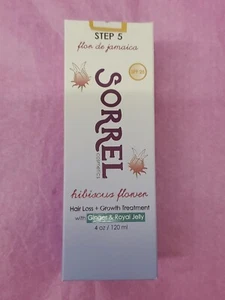 STEP 5
flor de jamaica
SORREL
hibiscus flower
Hair Loss + Growth Treatment
with Ginger & Royal Jelly
4 oz / 120 ml